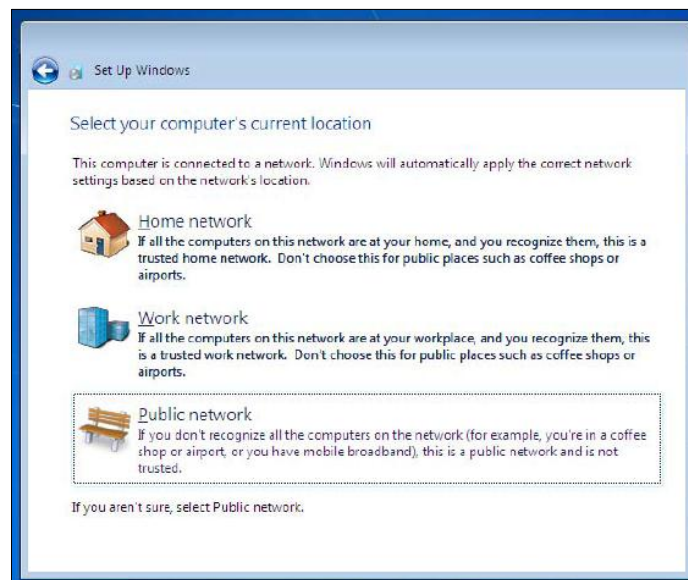 Set Up Windows
Select your computer's current location
This computer is connected to a network. Windows will automatically apply the correct network
settings based on the network's location.
Home network
If all the computers on this network are at your home, and you recognize them, this is a
trusted home network. Don't choose this for public places such as coffee shops or
airports.
Work network
If all the computers on this network are at your workplace, and you recognize them, this
is a trusted work network. Don't choose this for public places such as coffee shops or
airports.
Public network
If you don't recognize all the computers on the network (for example, you're in a coffee
shop or airport, or you have mobile broadband), this is a public network and is not
trusted.
If you aren't sure, select Public network.